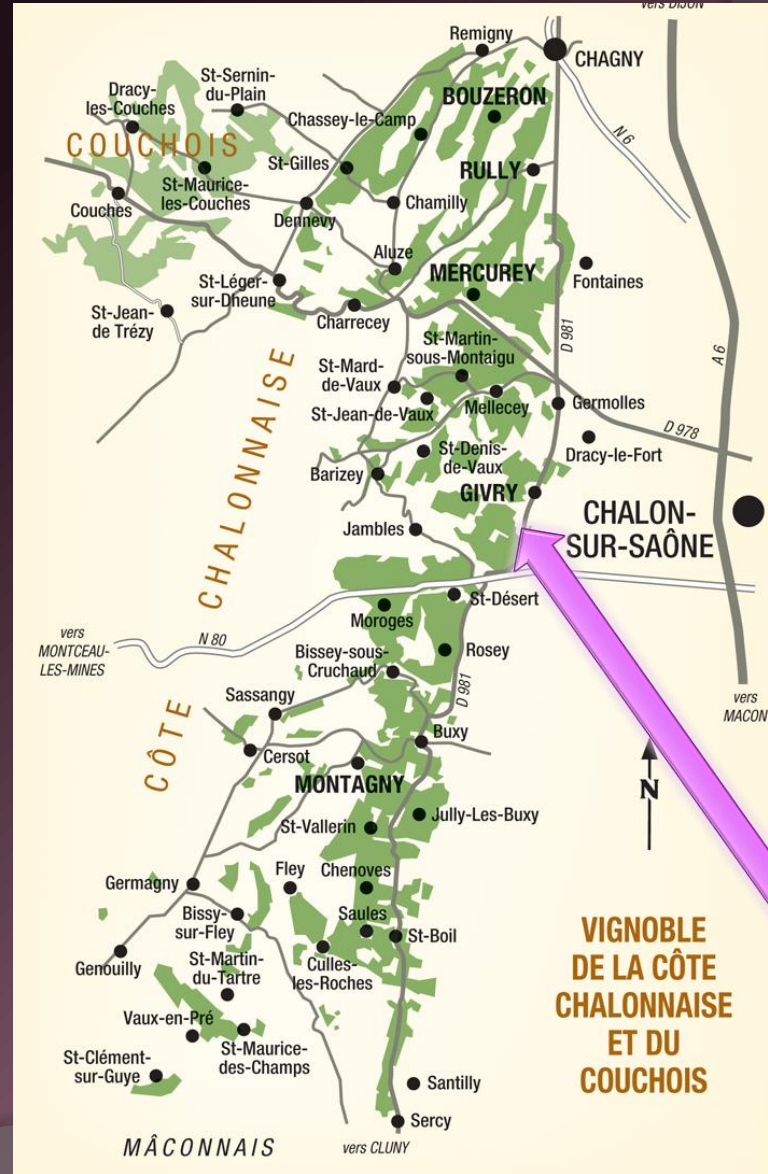 vers DIJON
Remigny
CHAGNY
St-Sernin-
du-Plain
Dracy-
les-Couches
BOUZERON
Chassey-le-Camp
N 6
COUCHOIS
St-Gilles
RULLY
St-Maurice-
les-Couches
Couches
Chamilly
Dennevy
Aluze
MERCUREY
Fontaines
St-Léger-
sur-Dheune
St-Jean-
de Trézy
Charrecey
D 981
A 6
St-Martin-
sous-Montaigu
St-Mard-
de-Vaux
St-Jean-de-Vaux
Mellecey
Germolles
D 978
CHALONNAISE
St-Denis-
de-Vaux
Dracy-le-Fort
Barizey
GIVRY
CHALON-
SUR-SAÔNE
Jambles
St-Désert
Moroges
vers
MONTCEAU-
LES-MINES
N 80
Bissey-sous-
Cruchaud
Rosey
D 981
Sassangy
vers
MACON
CÔTE
Buxy
Cersot
MONTAGNY
N
Jully-Les-Buxy
St-Vallerin
Fley
Chenoves
Germagny
Bissy-
sur-Fley
Saules
St-Boil
Genouilly
St-Martin-
du-Tartre
Culles-
les-Roches
VIGNOBLE
DE LA CÔTE
CHALONNAISE
ET DU
COUCHOIS
Vaux-en-Pré
St-Maurice-
des-Champs
St-Clément-
sur-Guye
Santilly
Sercy
MÂCONNAIS
vers CLUNY